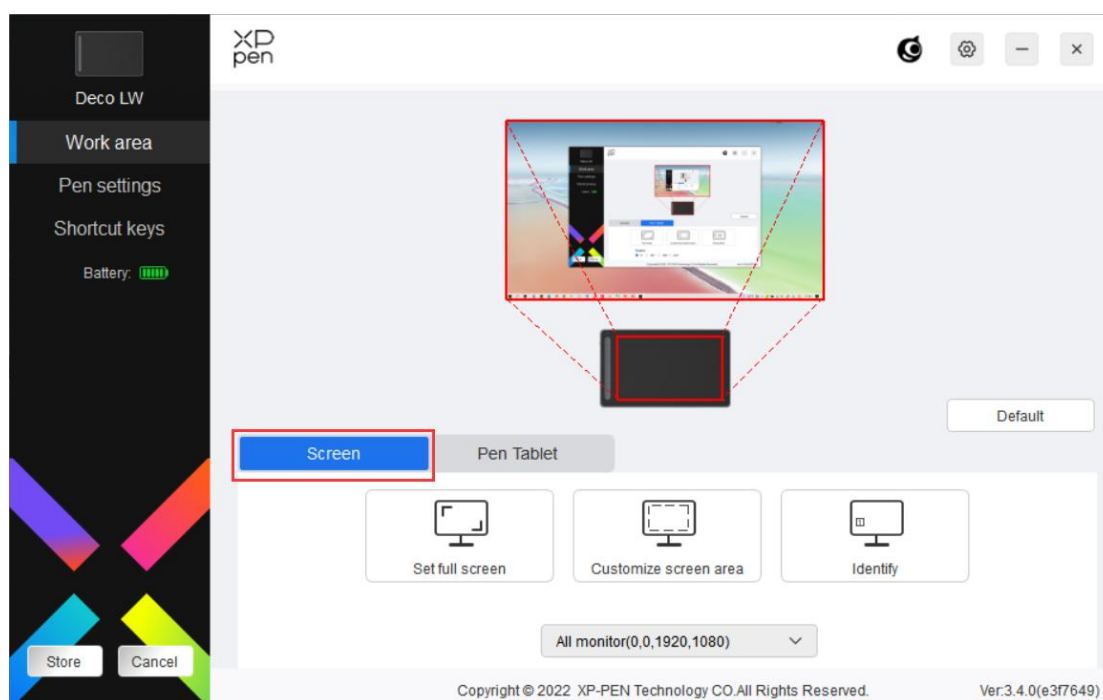 Deco LW
Work area
Pen settings
Shortcut keys
Battery:
Store
Cancel
XP
pen
Default
Screen
Pen Tablet
Set full screen
Customize screen area
Identify
All monitor(0,0,1920,1080)
Copyright © 2022 XP-PEN Technology CO.All Rights Reserved.
Ver:3.4.0(e3f7649)